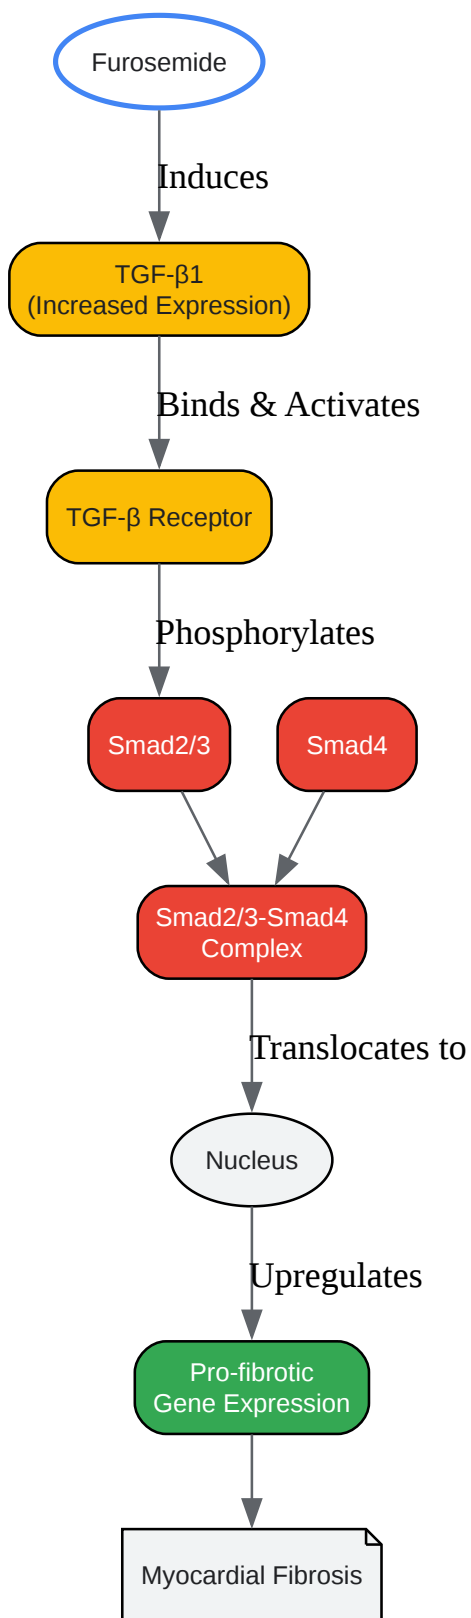 Furosemide
Induces
TGF-β1
(Increased Expression)
Binds & Activates
TGF-β Receptor
Phosphorylates
Smad2/3
Smad4
Smad2/3-Smad4
Complex
Translocates to
Nucleus
Upregulates
Pro-fibrotic
Gene Expression
Myocardial Fibrosis